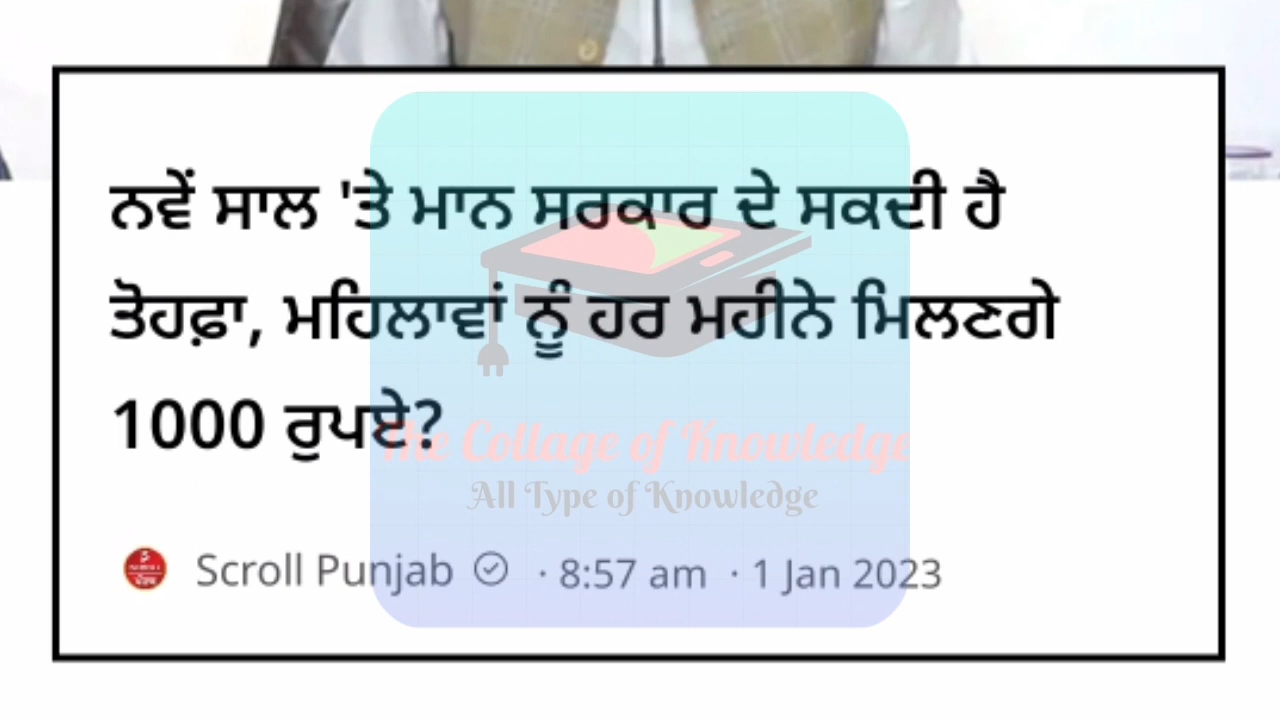 ਨਵੇਂ ਸਾਲ 'ਤੇ ਮਾਨ ਸਰਕਾਰ ਦੇ ਸਕਦੀ ਹੈ
ਤੋਹਫ਼ਾ, ਮਹਿਲਾਵਾਂ ਨੂੰ ਹਰ ਮਹੀਨੇ ਮਿਲਣਗੇ
1000 ਰੁਪਏ?
The Collage of Knowledge
All Type of Knowledge
Scroll Punjab · 8:57 am · 1 Jan 2023